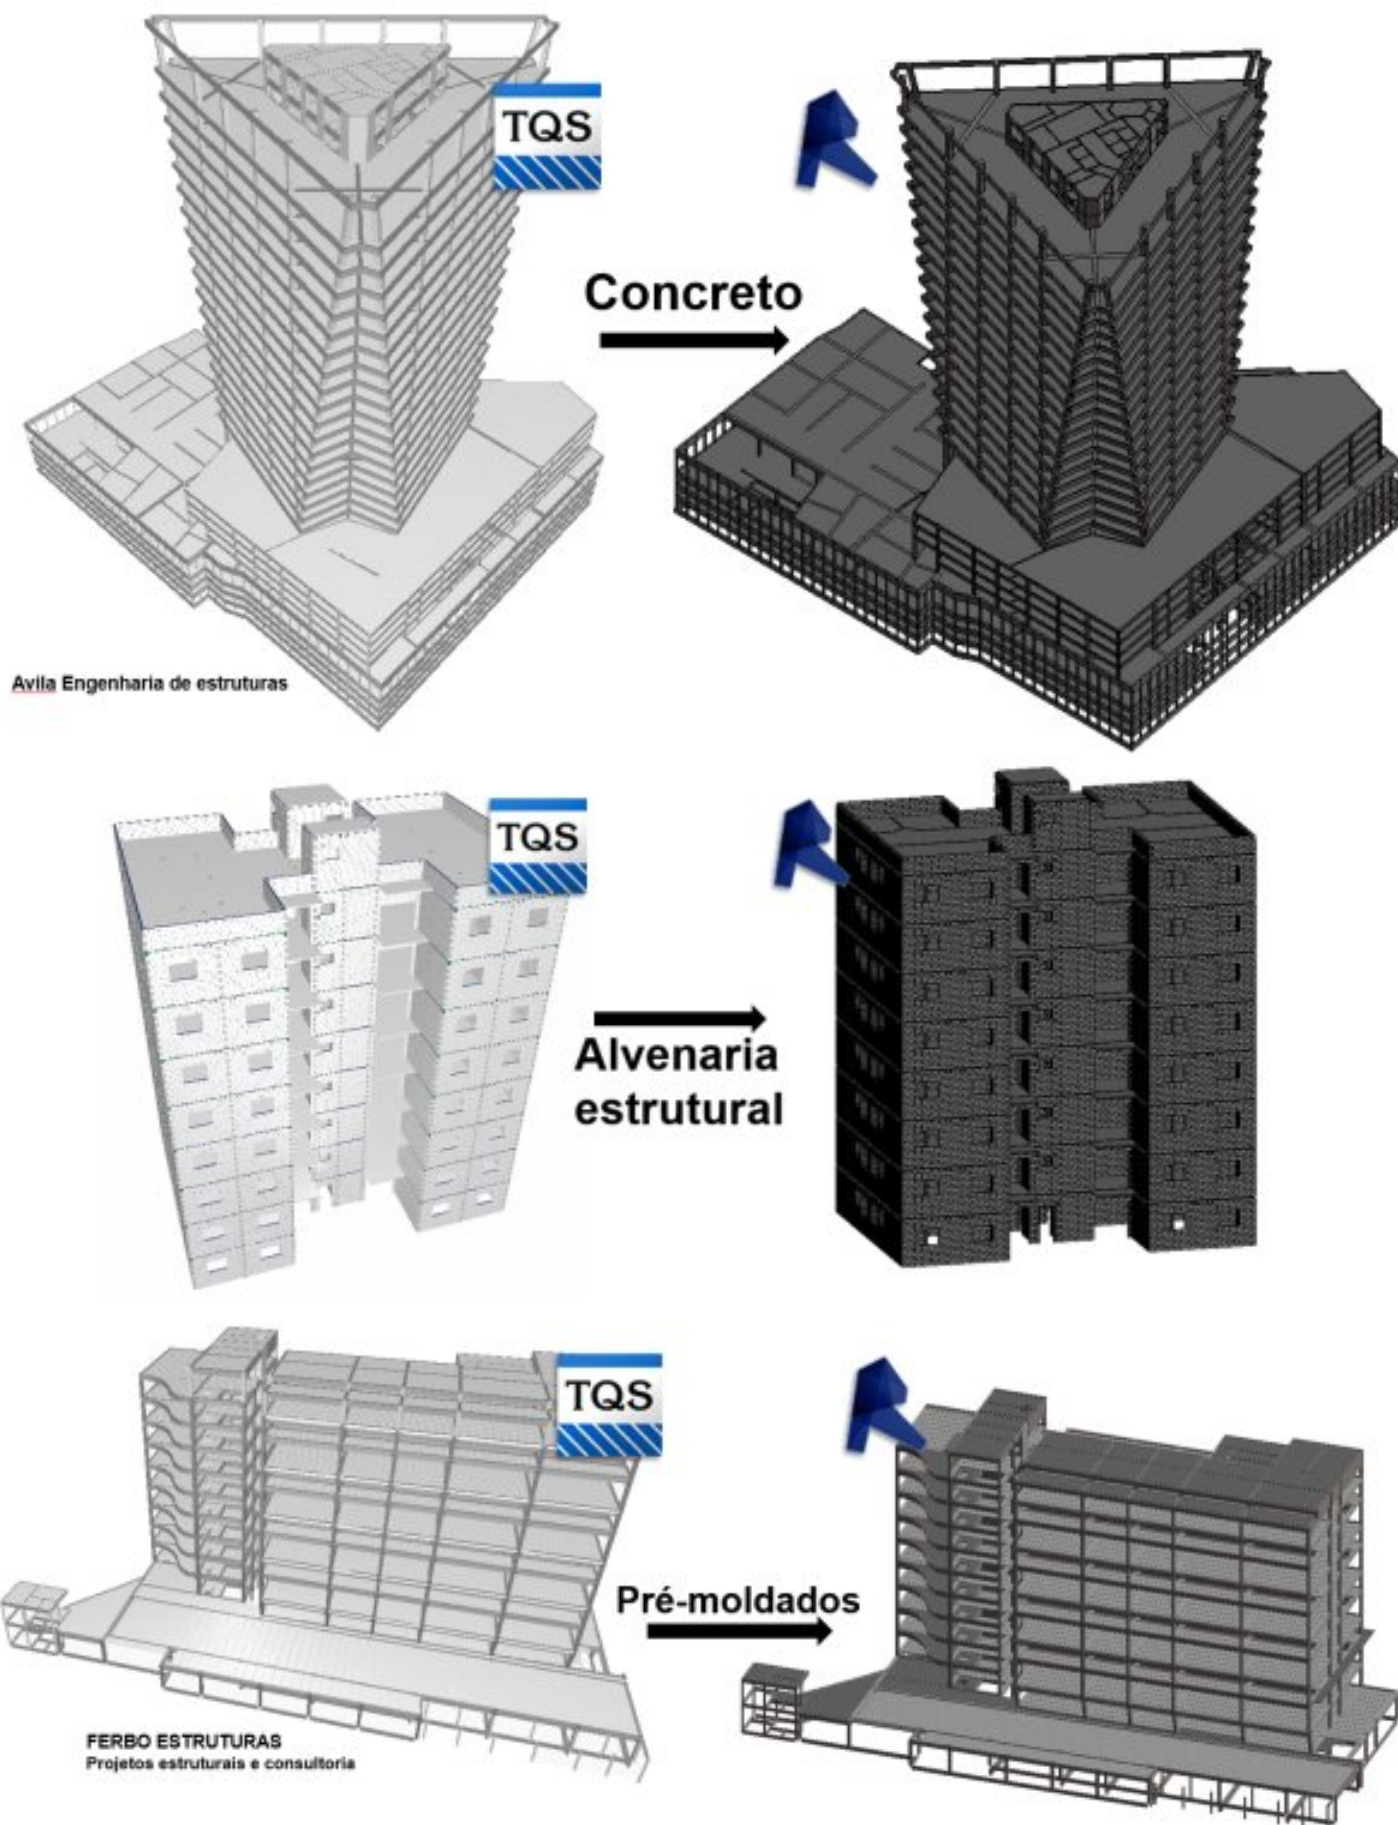 TQS
Concreto
Avila Engenharia de estruturas
TQS
Alvenaria
estrutural
TQS
Pré-moldados
FERBO ESTRUTURAS
Projetos estruturais e consultoria